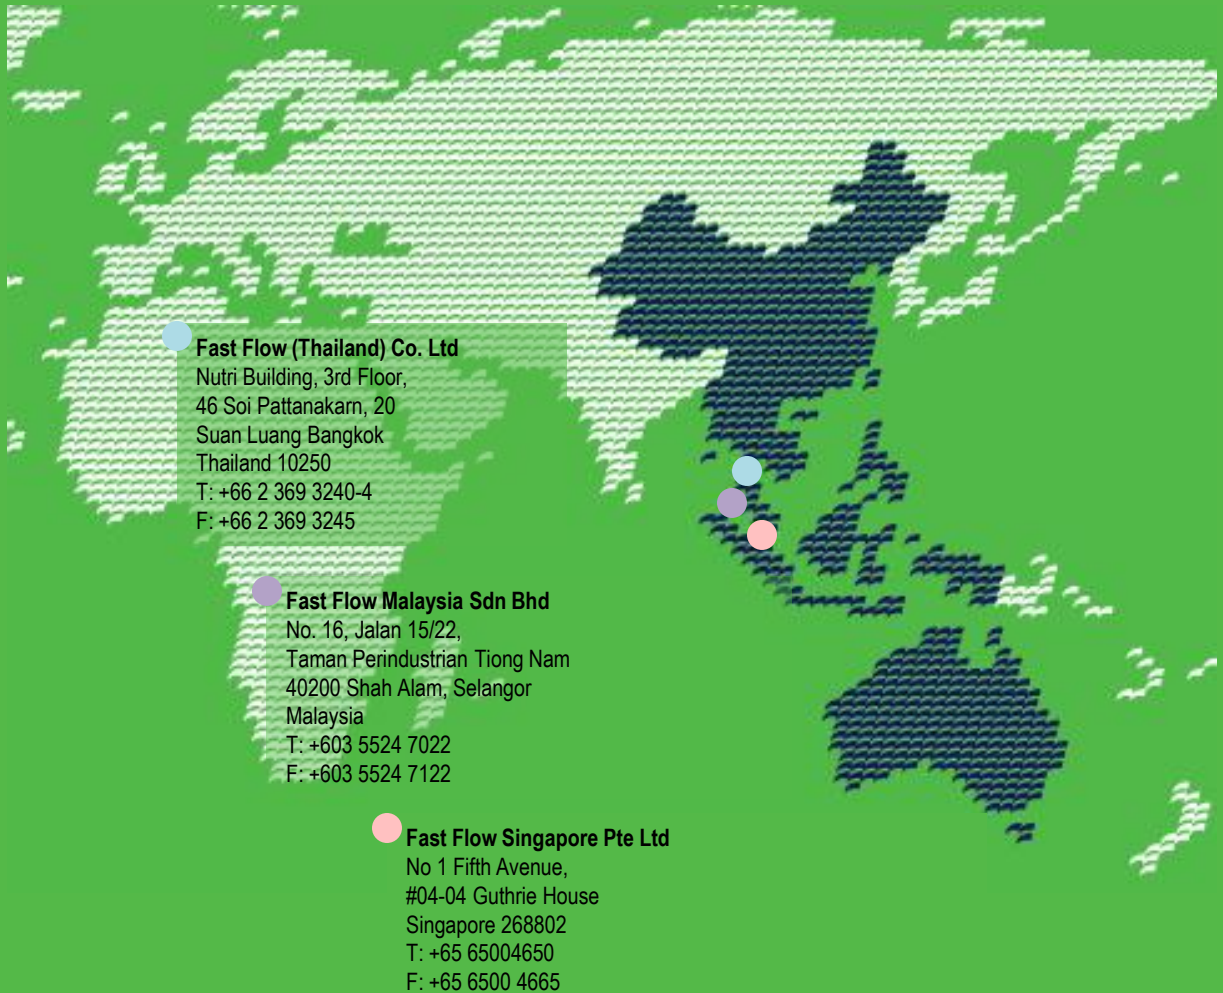 Fast Flow (Thailand) Co. Ltd
Nutri Building, 3rd Floor,
46 Soi Pattanakarn, 20
Suan Luang Bangkok
Thailand 10250
T: +66 2 369 3240-4
F: +66 2 369 3245
Fast Flow Malaysia Sdn Bhd
No. 16, Jalan 15/22,
Taman Perindustrian Tiong Nam
40200 Shah Alam, Selangor
Malaysia
T: +603 5524 7022
F: +603 5524 7122
Fast Flow Singapore Pte Ltd
No 1 Fifth Avenue,
#04-04 Guthrie House
Singapore 268802
T: +65 65004650
F: +65 6500 4665